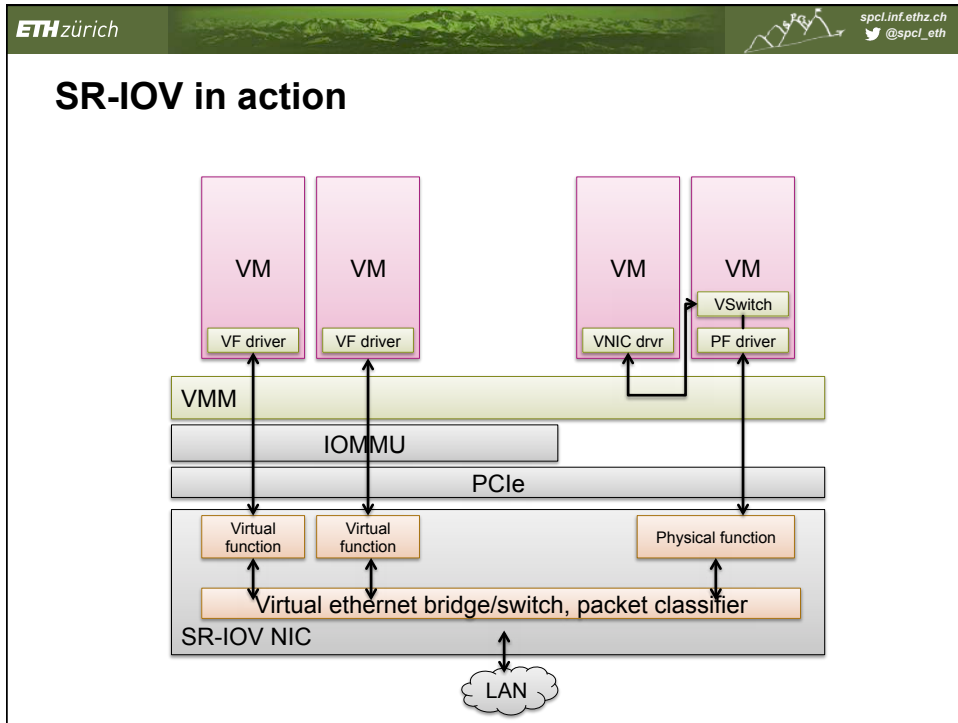 ETHzürich
spcl.inf.ethz.ch
@spcl_eth
SR-IOV in action
VM
VM
VM
VM
VSwitch
VF driver
VF driver
VNIC drvr
PF driver
VMM
IOMMU
PCIe
Virtual
function
Virtual
function
Physical function
Virtual ethernet bridge/switch, packet classifier
SR-IOV NIC
LAN